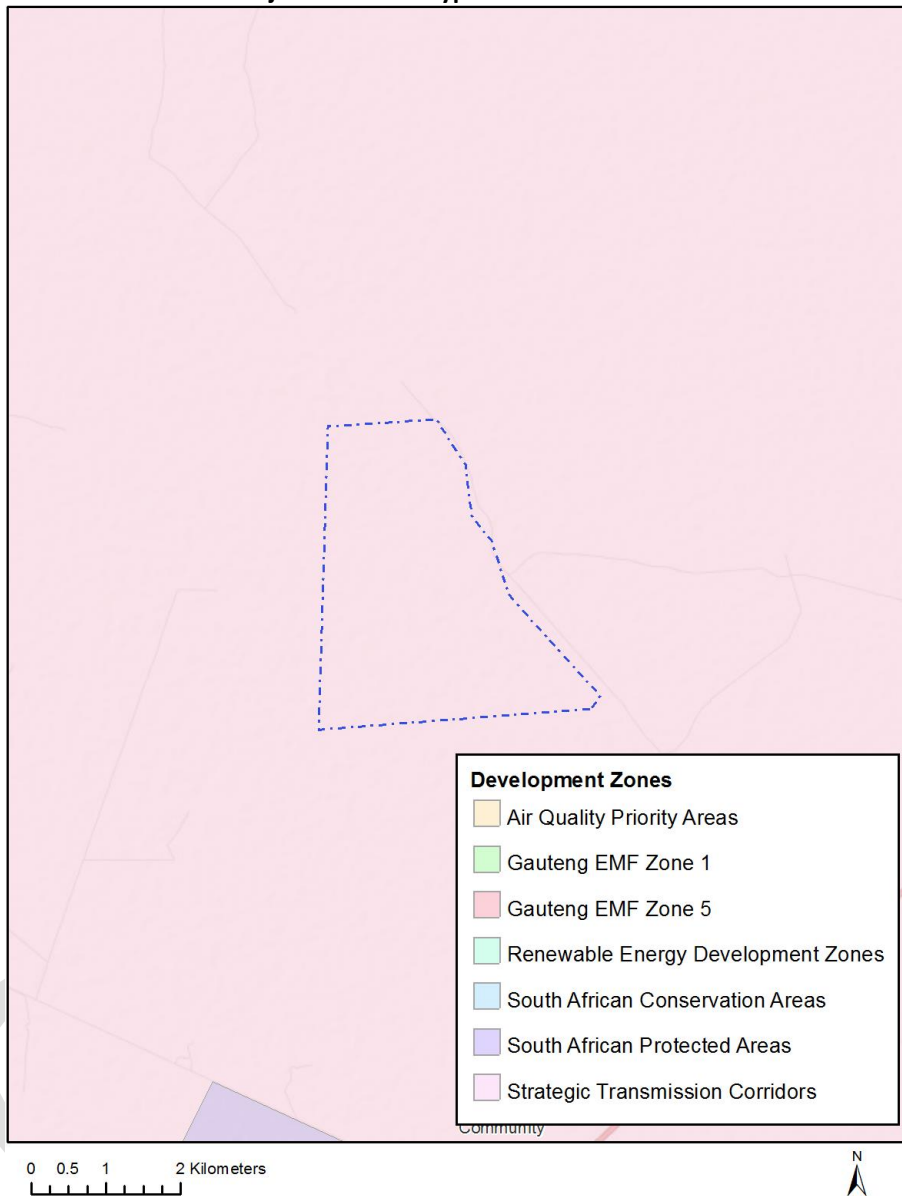 Development Zones
Air Quality Priority Areas
Gauteng EMF Zone 1
Gauteng EMF Zone 5
Renewable Energy Development Zones
South African Conservation Areas
South African Protected Areas
Strategic Transmission Corridors
Community
0 0.5 1 2 Kilometers
N